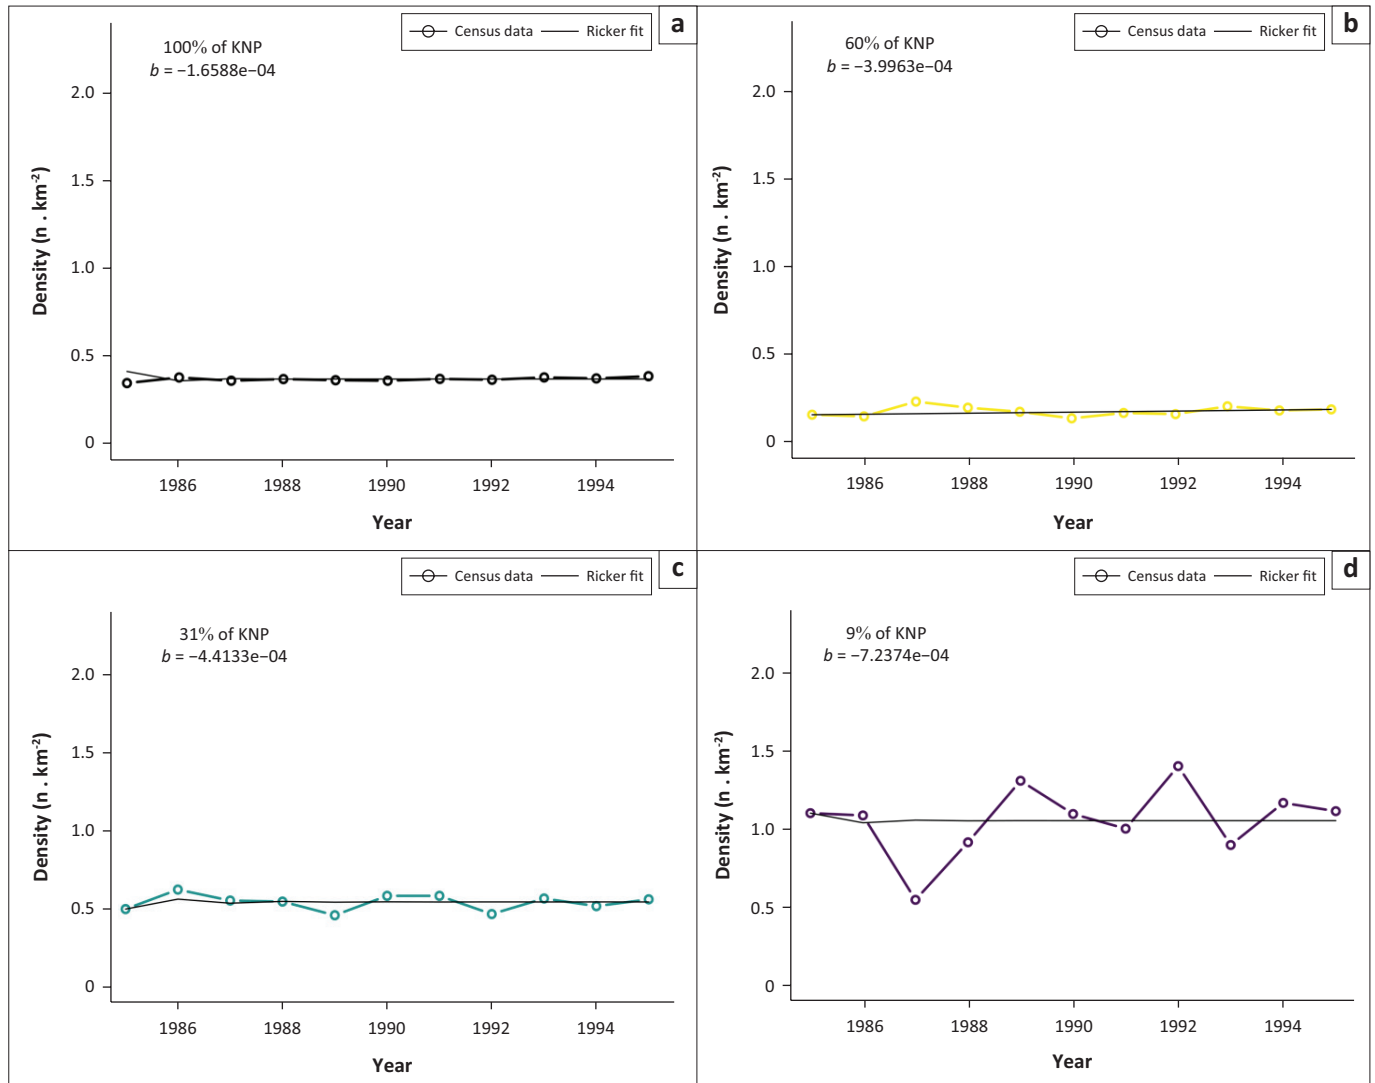 Census data Ricker fit
a
100% of KNP
b = −1.6588e−04
2.0
1.5
1.0
0.5
0
Density (n . km⁻²)
1986 1988 1990 1992 1994
Year
Census data Ricker fit
b
60% of KNP
b = −3.9963e−04
2.0
1.5
1.0
0.5
0
Density (n . km⁻²)
1986 1988 1990 1992 1994
Year
Census data Ricker fit
c
31% of KNP
b = −4.4133e−04
2.0
1.5
1.0
0.5
0
Density (n . km⁻²)
1986 1988 1990 1992 1994
Year
Census data Ricker fit
d
9% of KNP
b = −7.2374e−04
2.0
1.5
1.0
0.5
0
Density (n . km⁻²)
1986 1988 1990 1992 1994
Year